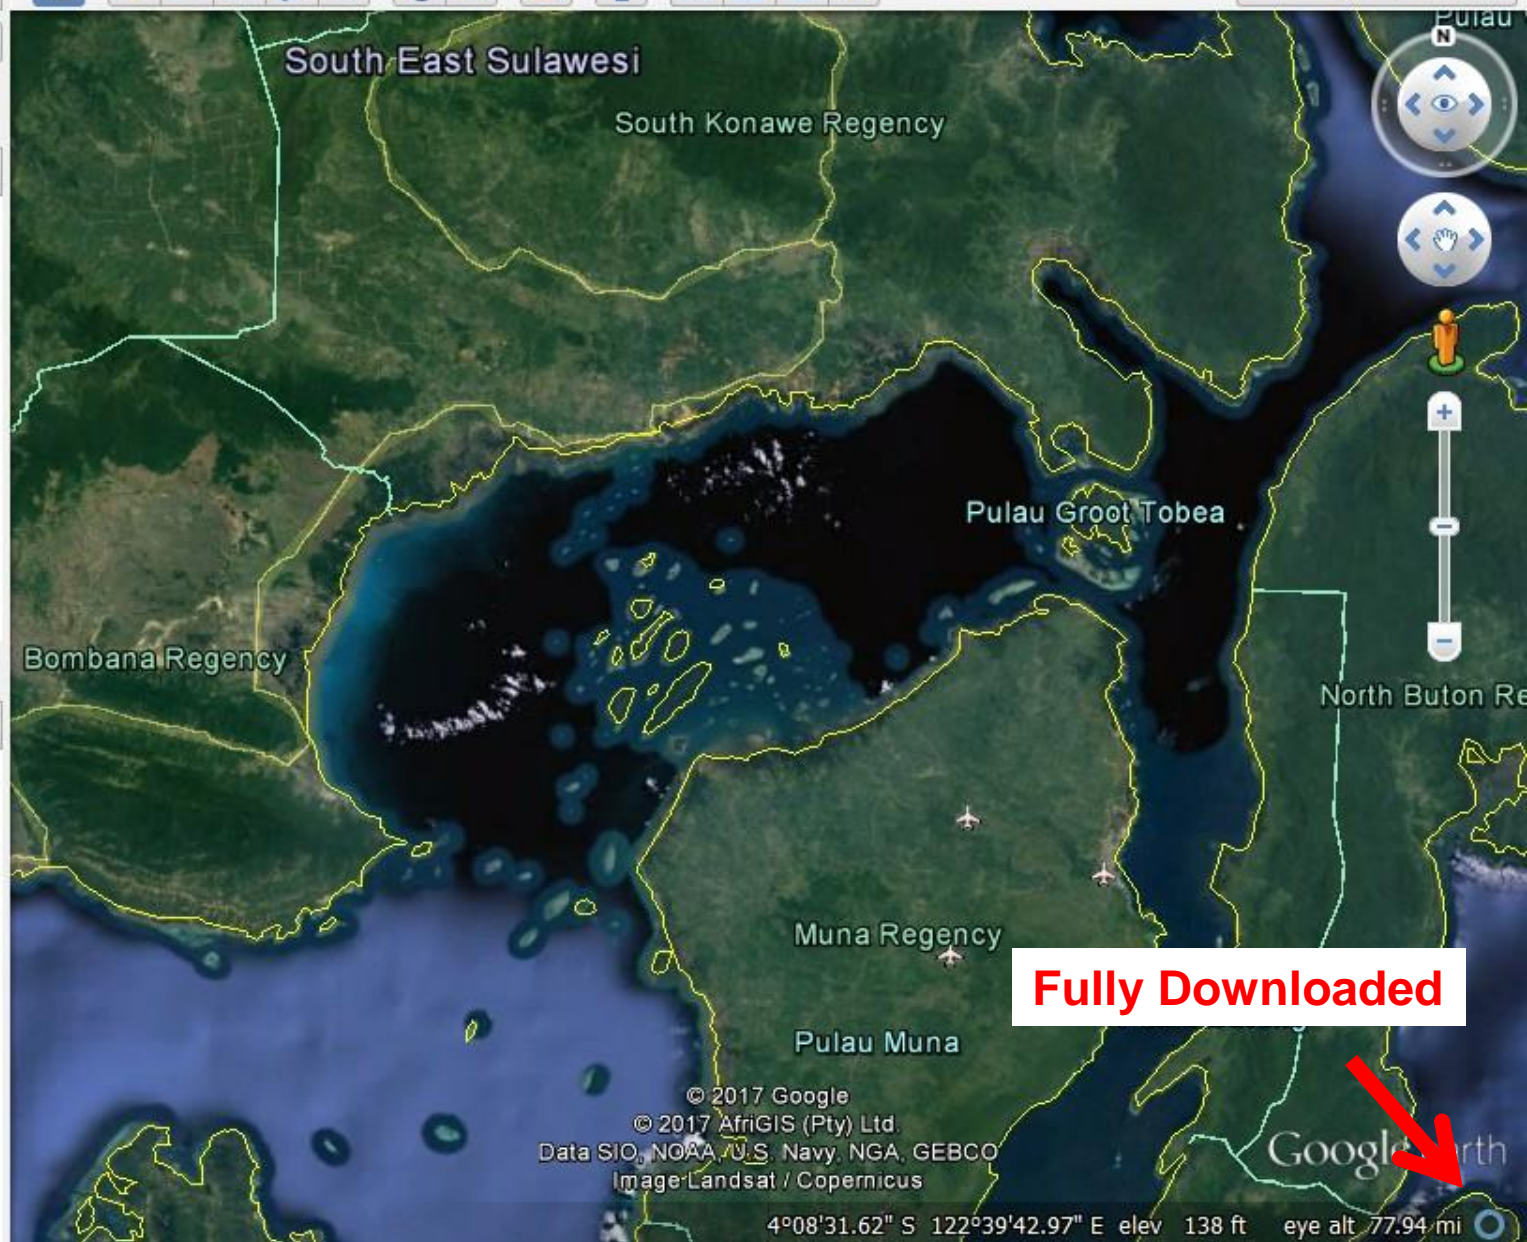 Pulau
N
South East Sulawesi
South Konawe Regency
Pulau Groot Tobea
Bombana Regency
North Buton Re
Muna Regency
Fully Downloaded
Pulau Muna
© 2017 Google
© 2017 AfriGIS (Pty) Ltd.
Data SIO, NOAA, U.S. Navy, NGA, GEBCO
Image Landsat / Copernicus
Google arth
4°08'31.62" S 122°39'42.97" E elev 138 ft eye alt 77.94 mi